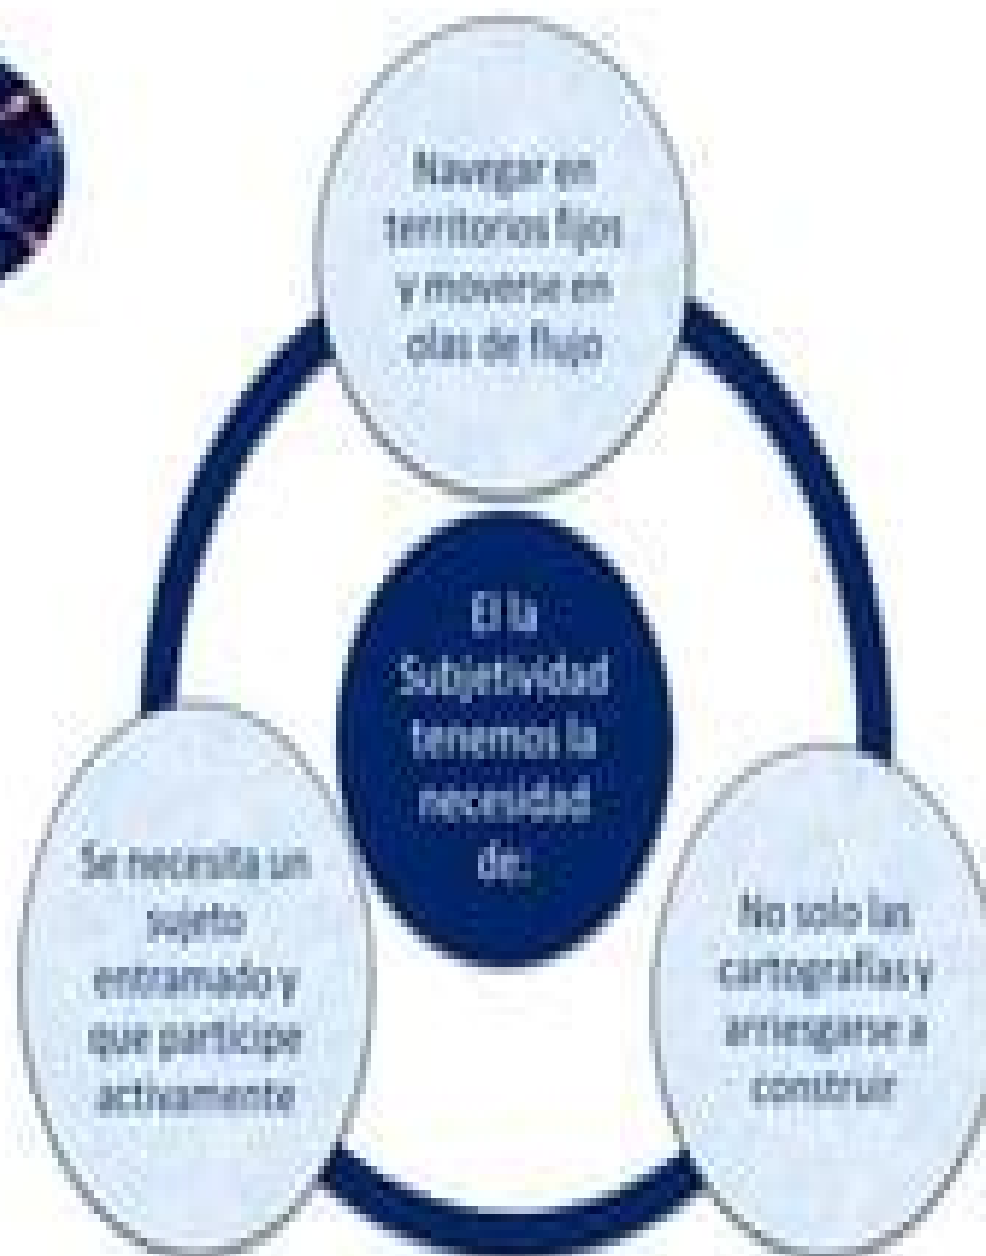 Navegar en
territorios fijos
y moverse en
olas de flujo
El la
Subjetividad
tenemos la
necesidad
de:
Se necesita un
sujeto
entramado y
que participe
activamente
No solo las
cartografías y
arriesgarse a
construir